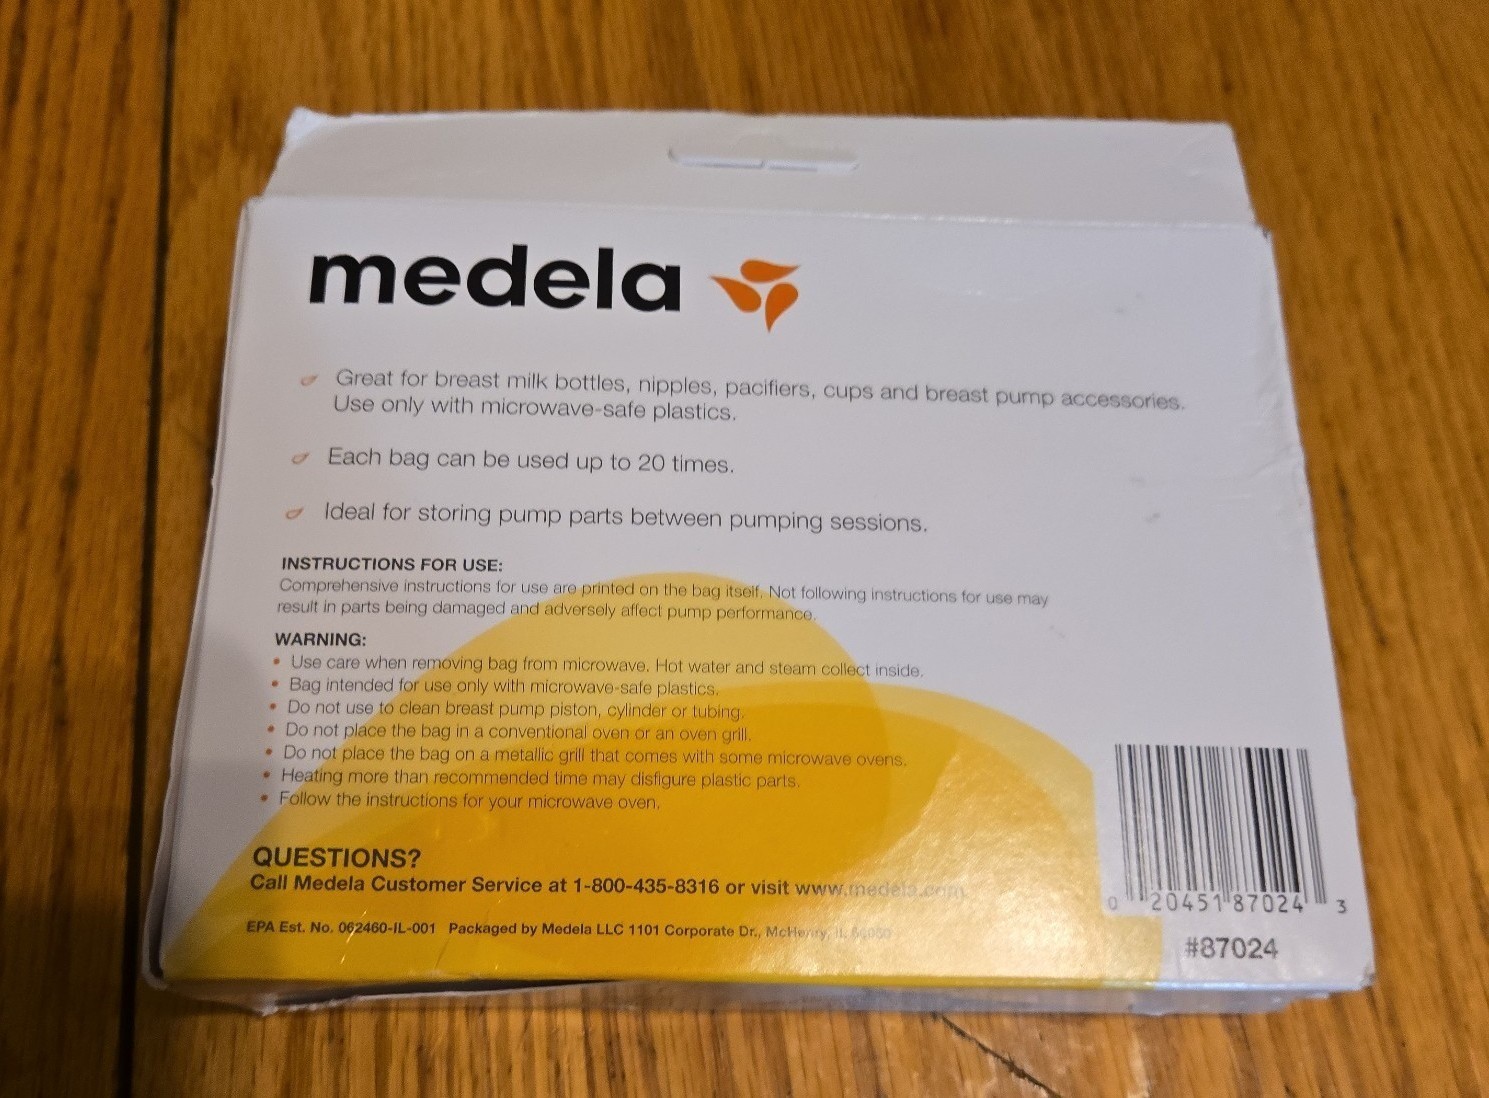 medela
Great for breast milk bottles, nipples, pacifiers, cups and breast pump accessories.
Use only with microwave-safe plastics.
Each bag can be used up to 20 times.
Ideal for storing pump parts between pumping sessions.
INSTRUCTIONS FOR USE:
Comprehensive instructions for use are printed on the bag itself. Not following instructions for use may
result in parts being damaged and adversely affect pump performance.
WARNING:
• Use care when removing bag from microwave. Hot water and steam collect inside.
• Bag intended for use only with microwave-safe plastics.
• Do not use to clean breast pump piston, cylinder or tubing.
• Do not place the bag in a conventional oven or an oven grill.
• Do not place the bag on a metallic grill that comes with some microwave ovens.
• Heating more than recommended time may disfigure plastic parts.
• Follow the instructions for your microwave oven.
QUESTIONS?
Call Medela Customer Service at 1-800-435-8316 or visit www.medela.com
EPA Est. No. 062460-IL-001 Packaged by Medela LLC 1101 Corporate Dr., McHenry, IL
0 20451 87024 3
#87024